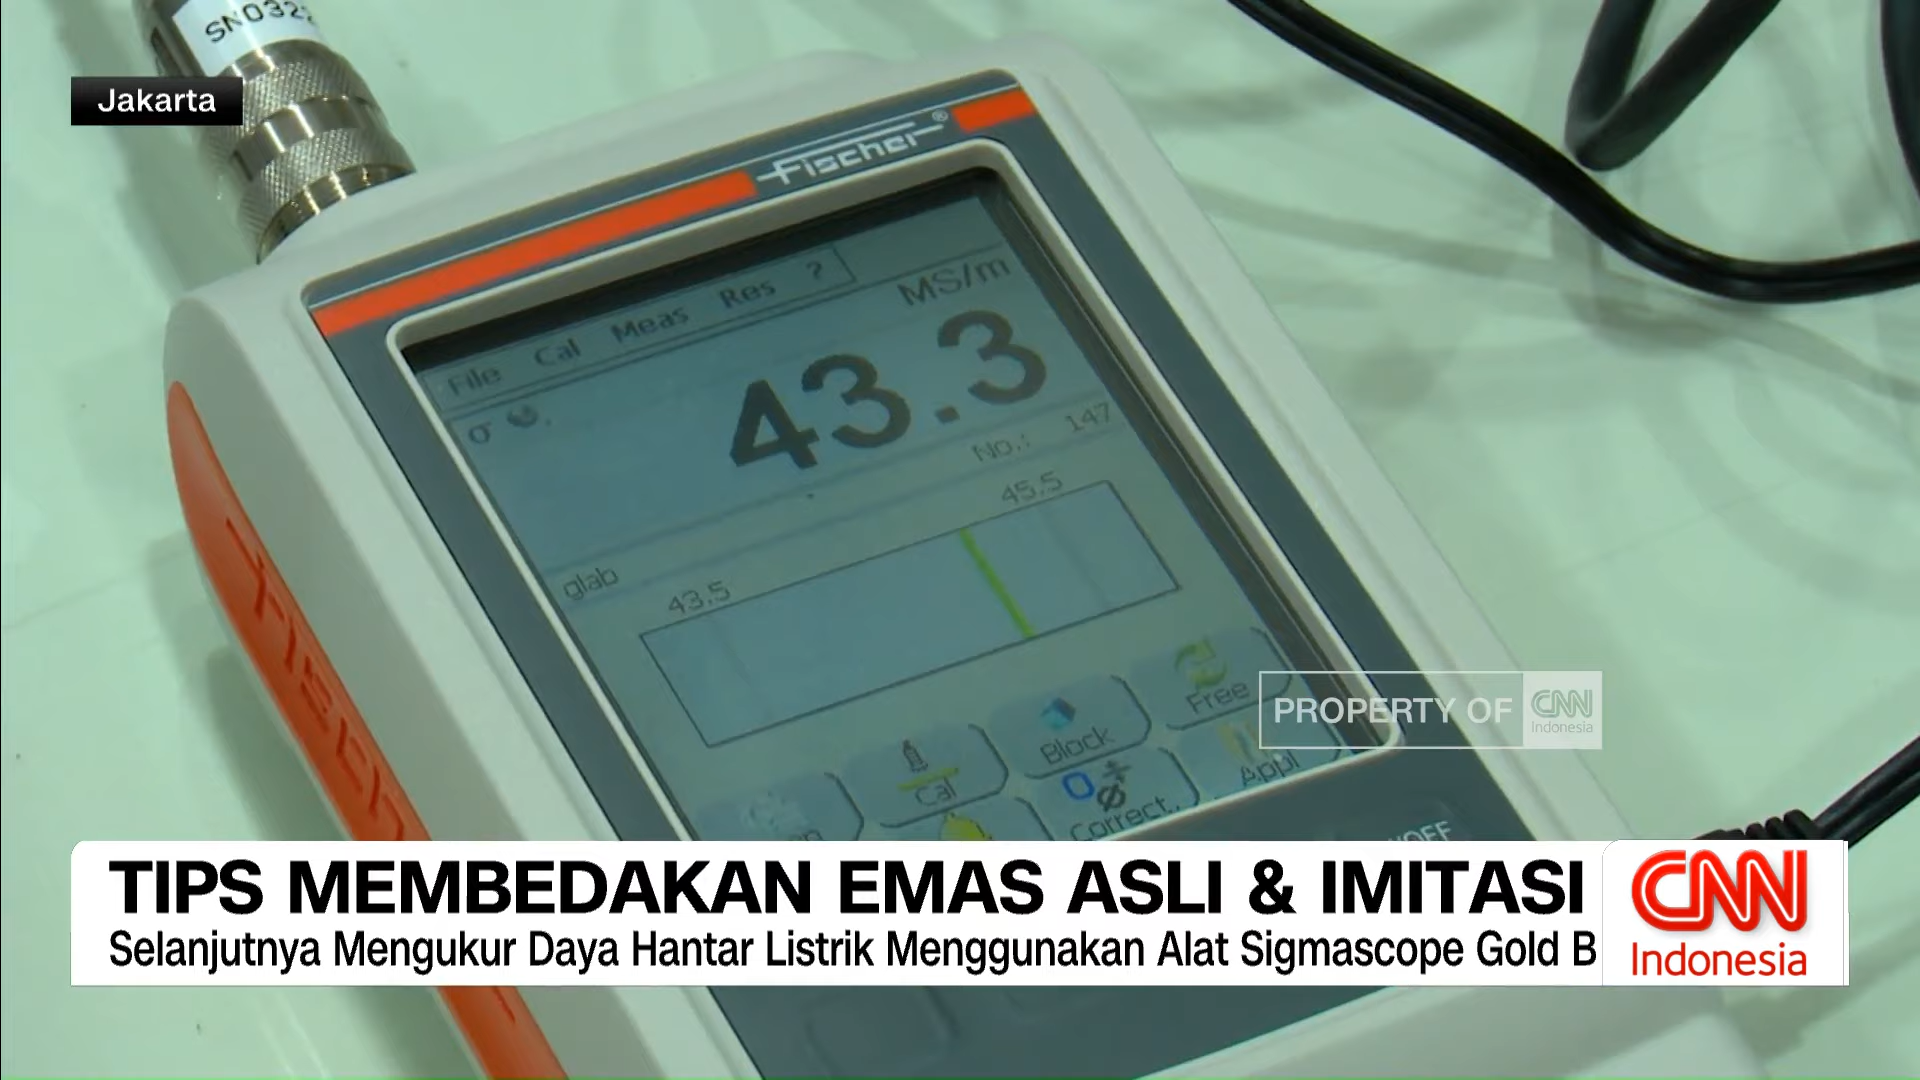 SN0322
Jakarta
Fischer®
File Cal Meas Res ?
MS/m
σ
43.3
No.: 147
45.5
glab
43.5
Free
Block
Cal
Appl
Correct..
Fischer
PROPERTY OF CNN Indonesia
TIPS MEMBEDAKAN EMAS ASLI & IMITASI
Selanjutnya Mengukur Daya Hantar Listrik Menggunakan Alat Sigmascope Gold B
CNN Indonesia